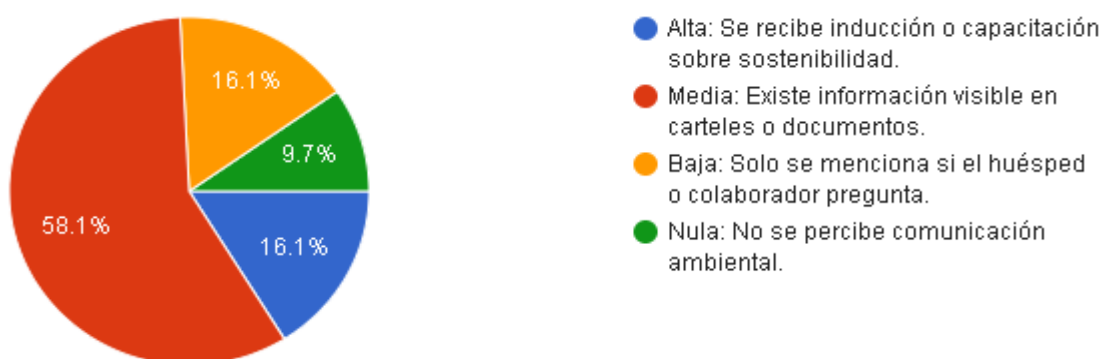 16.1%
9.7%
58.1%
16.1%
Alta: Se recibe inducción o capacitación
sobre sostenibilidad.
Media: Existe información visible en
carteles o documentos.
Baja: Solo se menciona si el huésped
o colaborador pregunta.
Nula: No se percibe comunicación
ambiental.